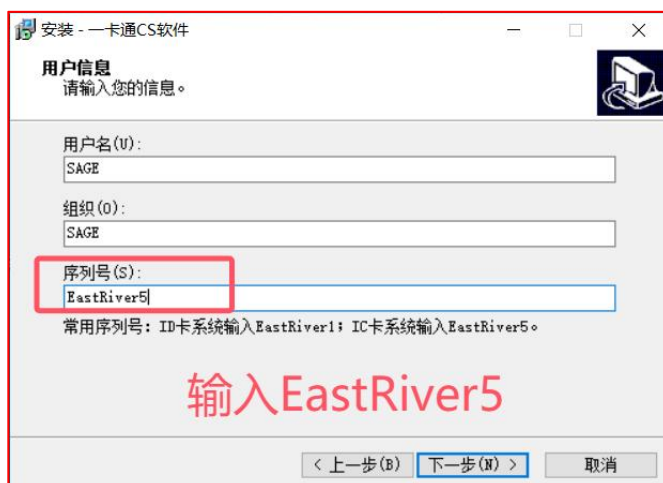 安装 - 一卡通CS软件
用户信息
请输入您的信息。
用户名(U):
SAGE
组织(O):
SAGE
序列号(S):
EastRiver5
常用序列号：ID卡系统输入EastRiver1；IC卡系统输入EastRiver5。
输入EastRiver5
< 上一步(B) 下一步(N) > 取消